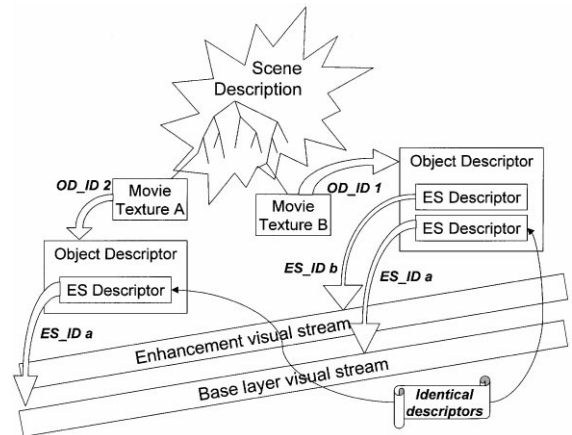 Scene
Description
OD_ID 2
Movie
Texture A
Movie
Texture B
OD_ID 1
Object Descriptor
ES Descriptor
ES Descriptor
Object Descriptor
ES Descriptor
ES_ID b
ES_ID a
ES_ID a
Enhancement visual stream
Base layer visual stream
Identical
descriptors